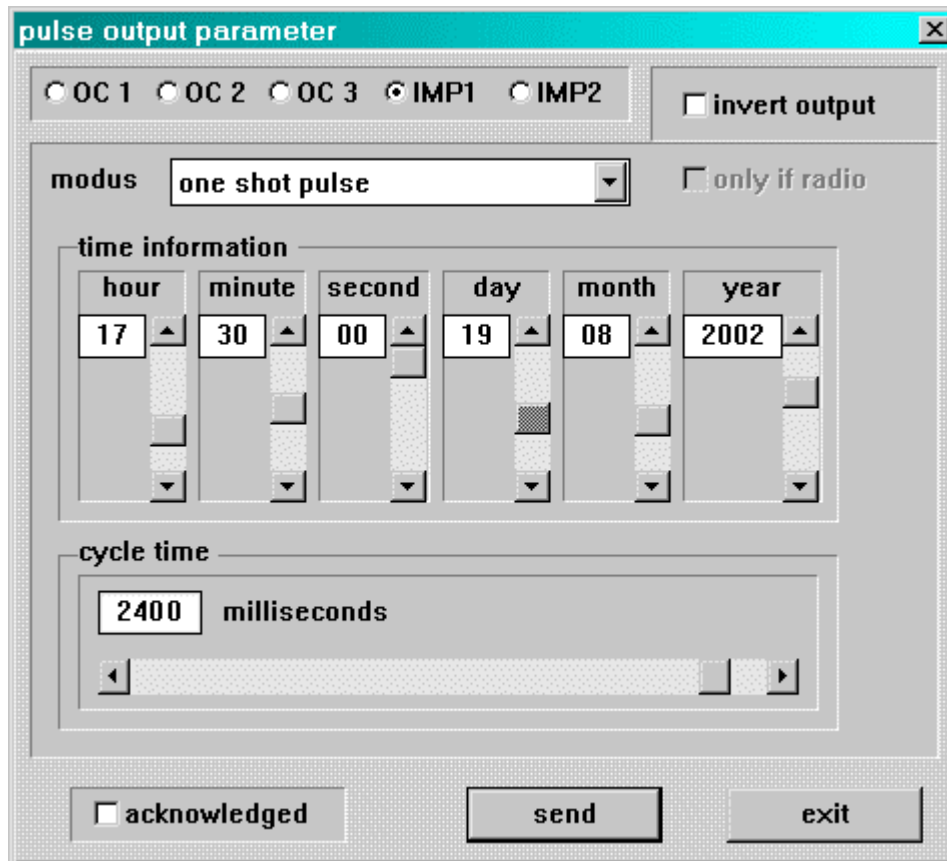 pulse output parameter
OC 1 OC 2 OC 3 IMP1 IMP2
invert output
modus one shot pulse
only if radio
time information
hour minute second day month year
17 30 00 19 08 2002
cycle time
2400 milliseconds
acknowledged send exit